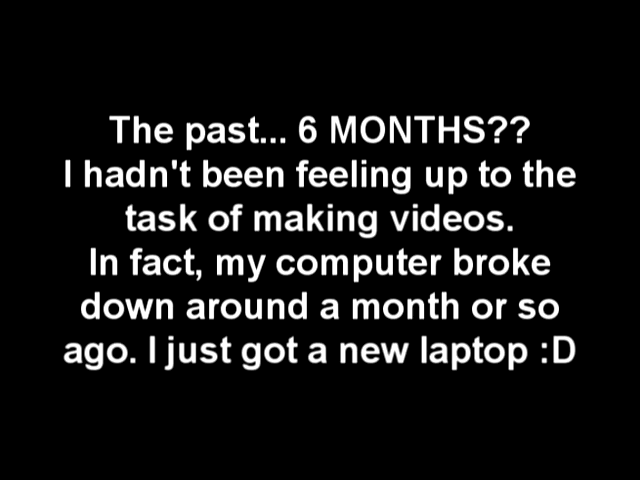 The past... 6 MONTHS??
I hadn't been feeling up to the
task of making videos.
In fact, my computer broke
down around a month or so
ago. I just got a new laptop :D